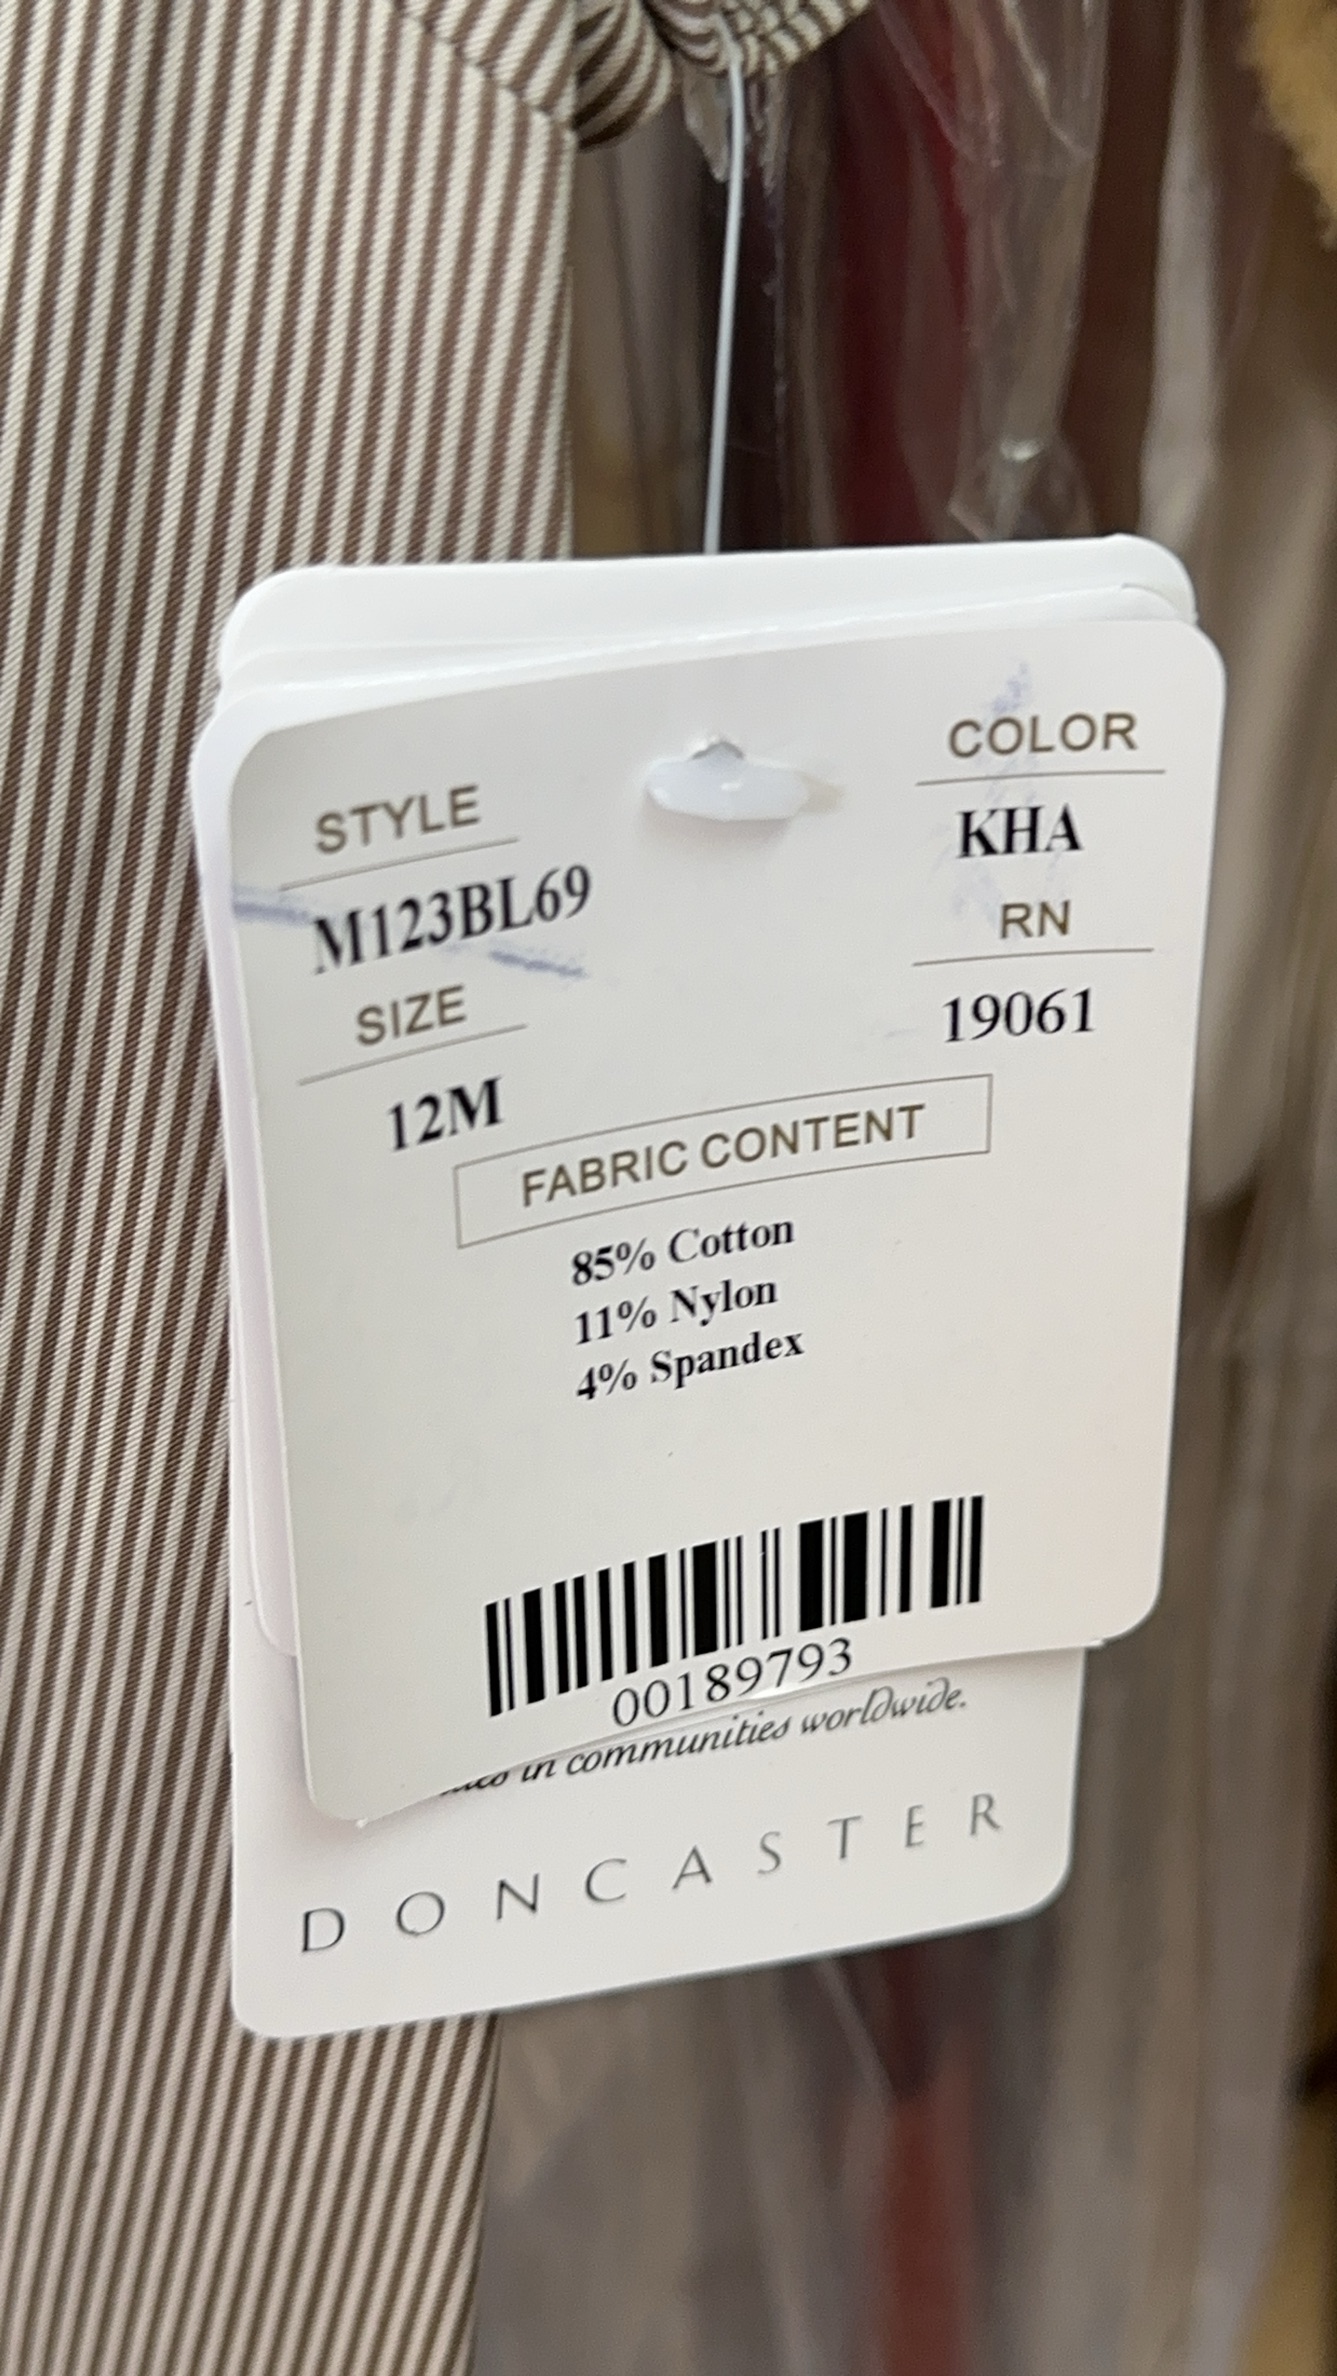 STYLE
M123BL69
SIZE
12M
COLOR
KHA
RN
19061
FABRIC CONTENT
85% Cotton
11% Nylon
4% Spandex
00189793
in communities worldwide.
DONCASTER